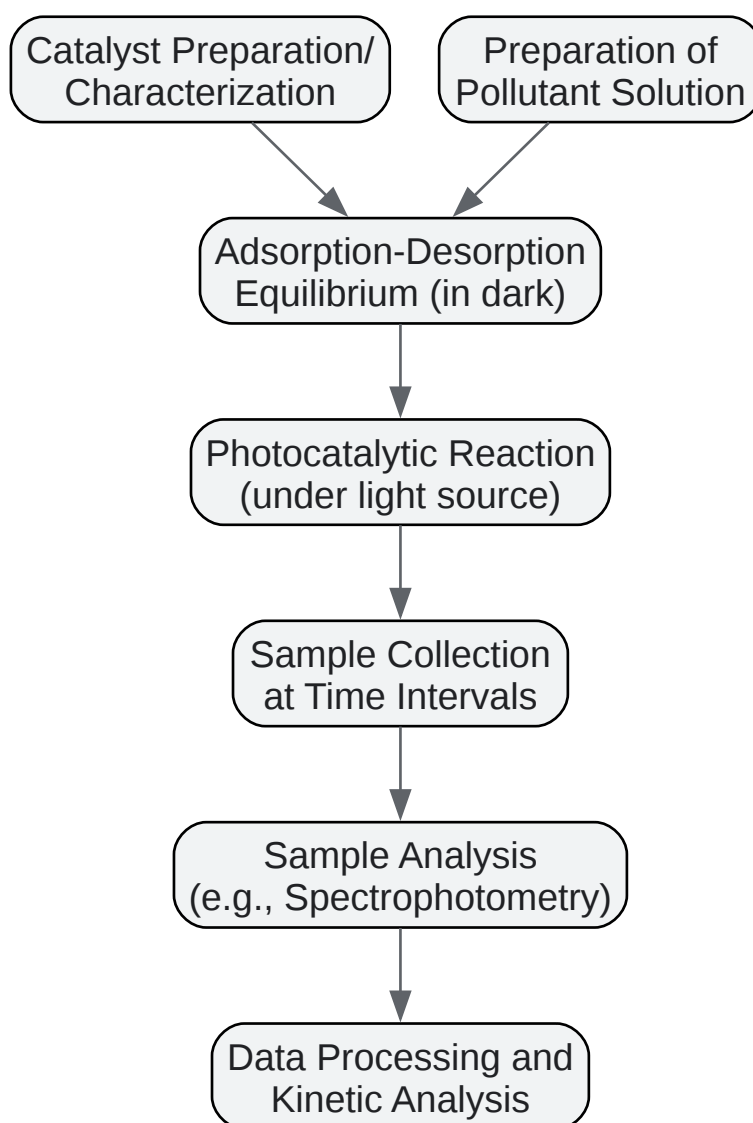 Catalyst Preparation/
Characterization
Preparation of
Pollutant Solution
Adsorption-Desorption
Equilibrium (in dark)
Photocatalytic Reaction
(under light source)
Sample Collection
at Time Intervals
Sample Analysis
(e.g., Spectrophotometry)
Data Processing and
Kinetic Analysis